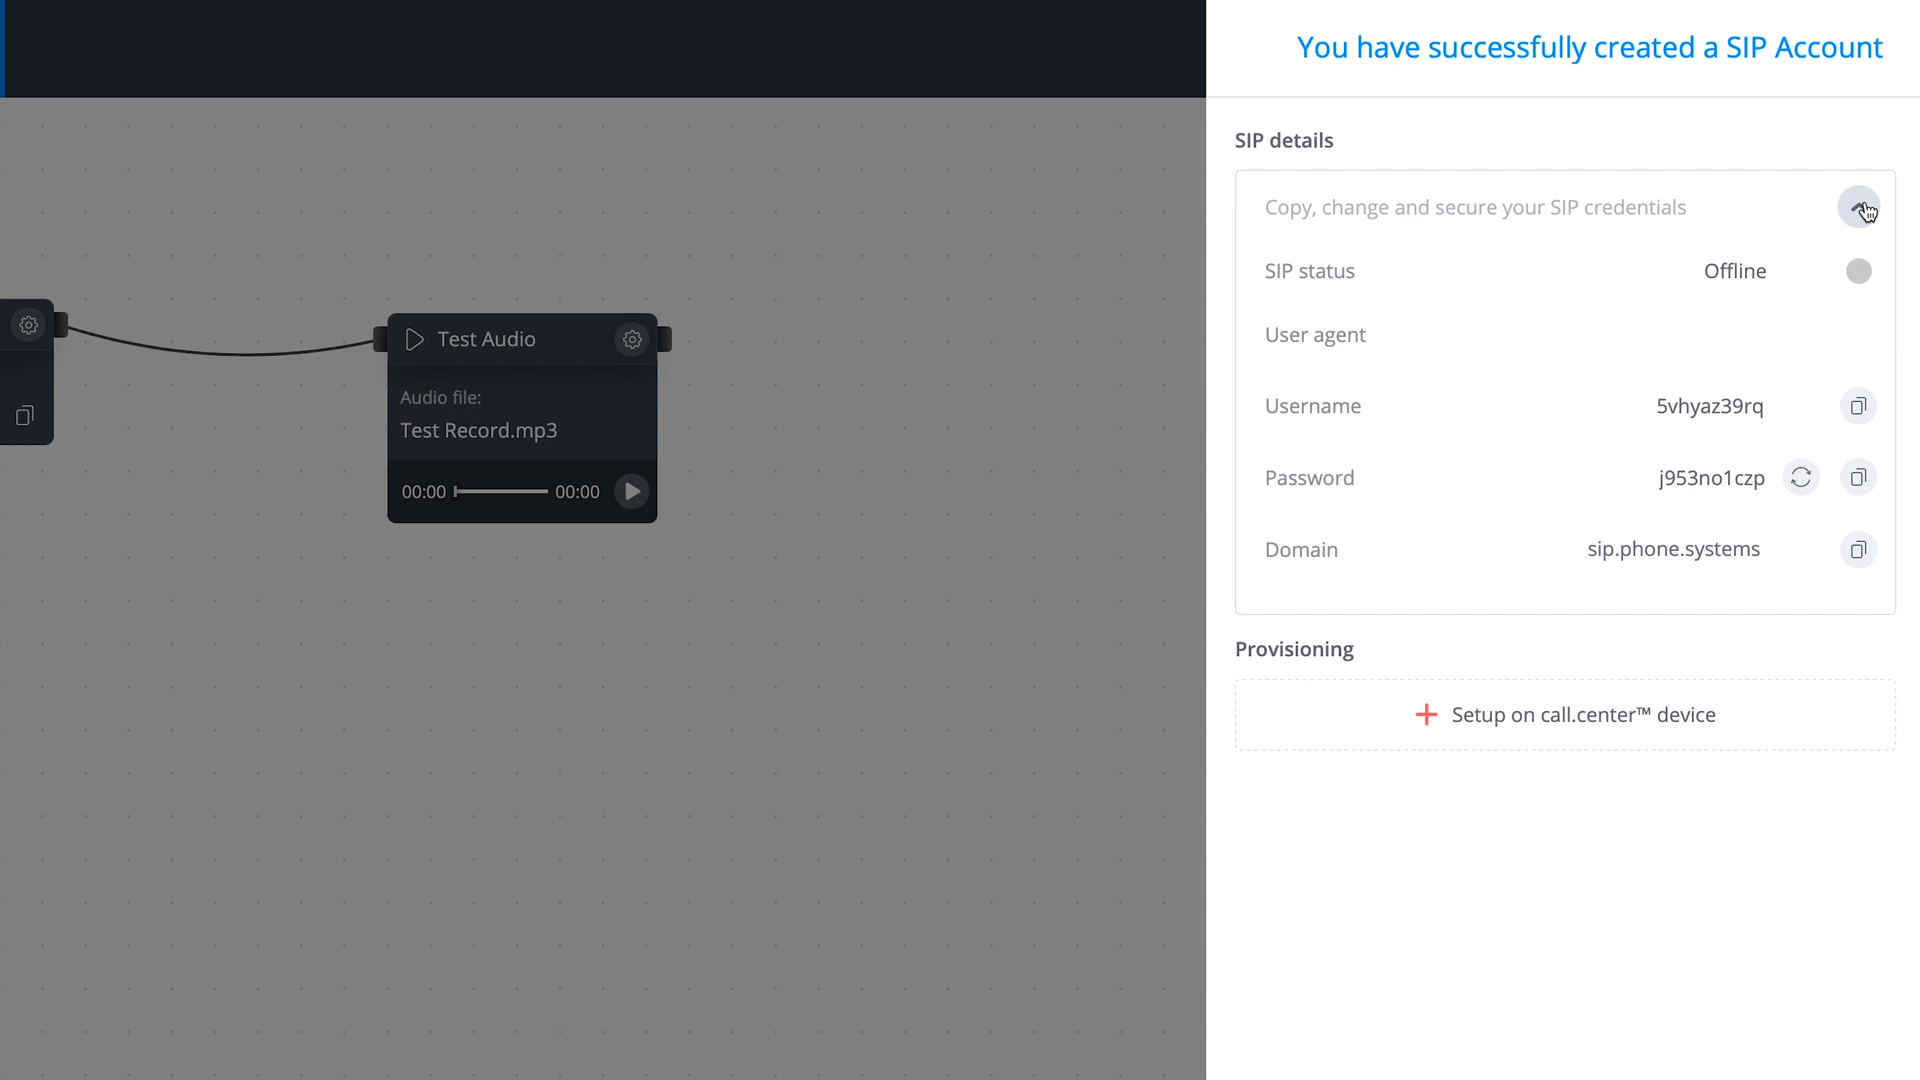 You have successfully created a SIP Account
SIP details
Copy, change and secure your SIP credentials
SIP status Offline
User agent
Username 5vhyaz39rq
Password j953no1czp
Domain sip.phone.systems
Provisioning
Setup on call.center™ device
Test Audio
Audio file:
Test Record.mp3
00:00 00:00